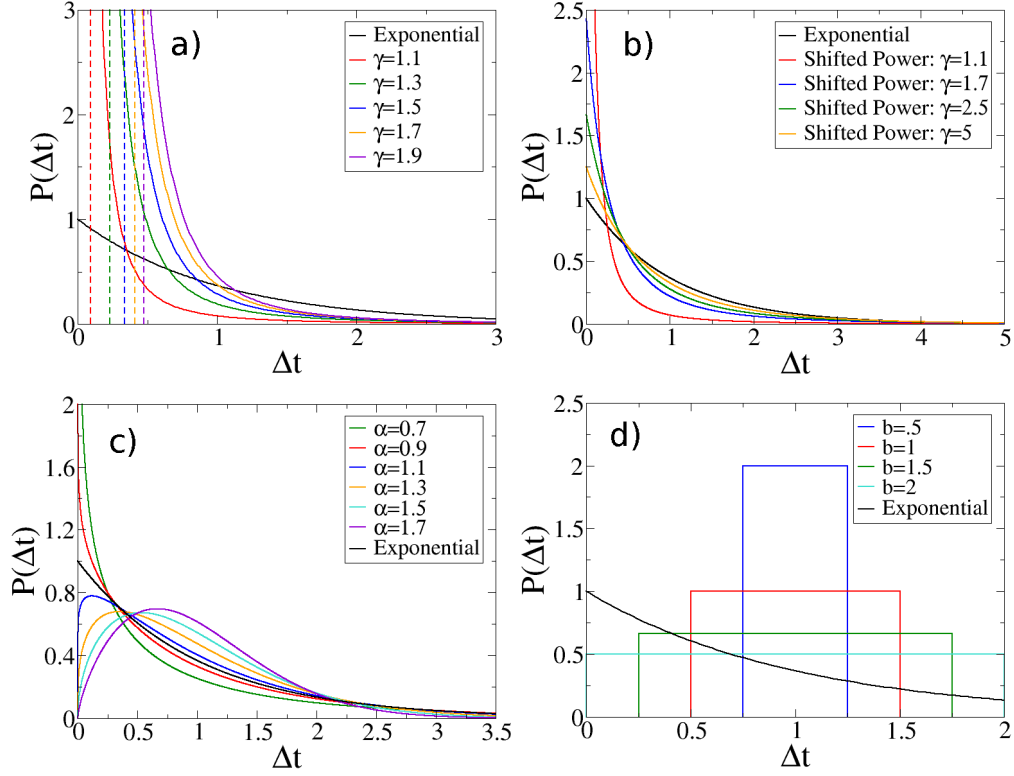 a)
P(Δt)
3
2
1
0
0
1
2
3
Δt
Exponential
γ=1.1
γ=1.3
γ=1.5
γ=1.7
γ=1.9
b)
P(Δt)
2.5
2
1.5
1
0.5
0
0
1
2
3
4
5
Δt
Exponential
Shifted Power: γ=1.1
Shifted Power: γ=1.7
Shifted Power: γ=2.5
Shifted Power: γ=5
c)
P(Δt)
2
1.6
1.2
0.8
0.4
0
0
0.5
1
1.5
2
2.5
3
3.5
Δt
α=0.7
α=0.9
α=1.1
α=1.3
α=1.5
α=1.7
Exponential
d)
P(Δt)
2.5
2
1.5
1
0.5
0
0
0.5
1
1.5
2
Δt
b=.5
b=1
b=1.5
b=2
Exponential